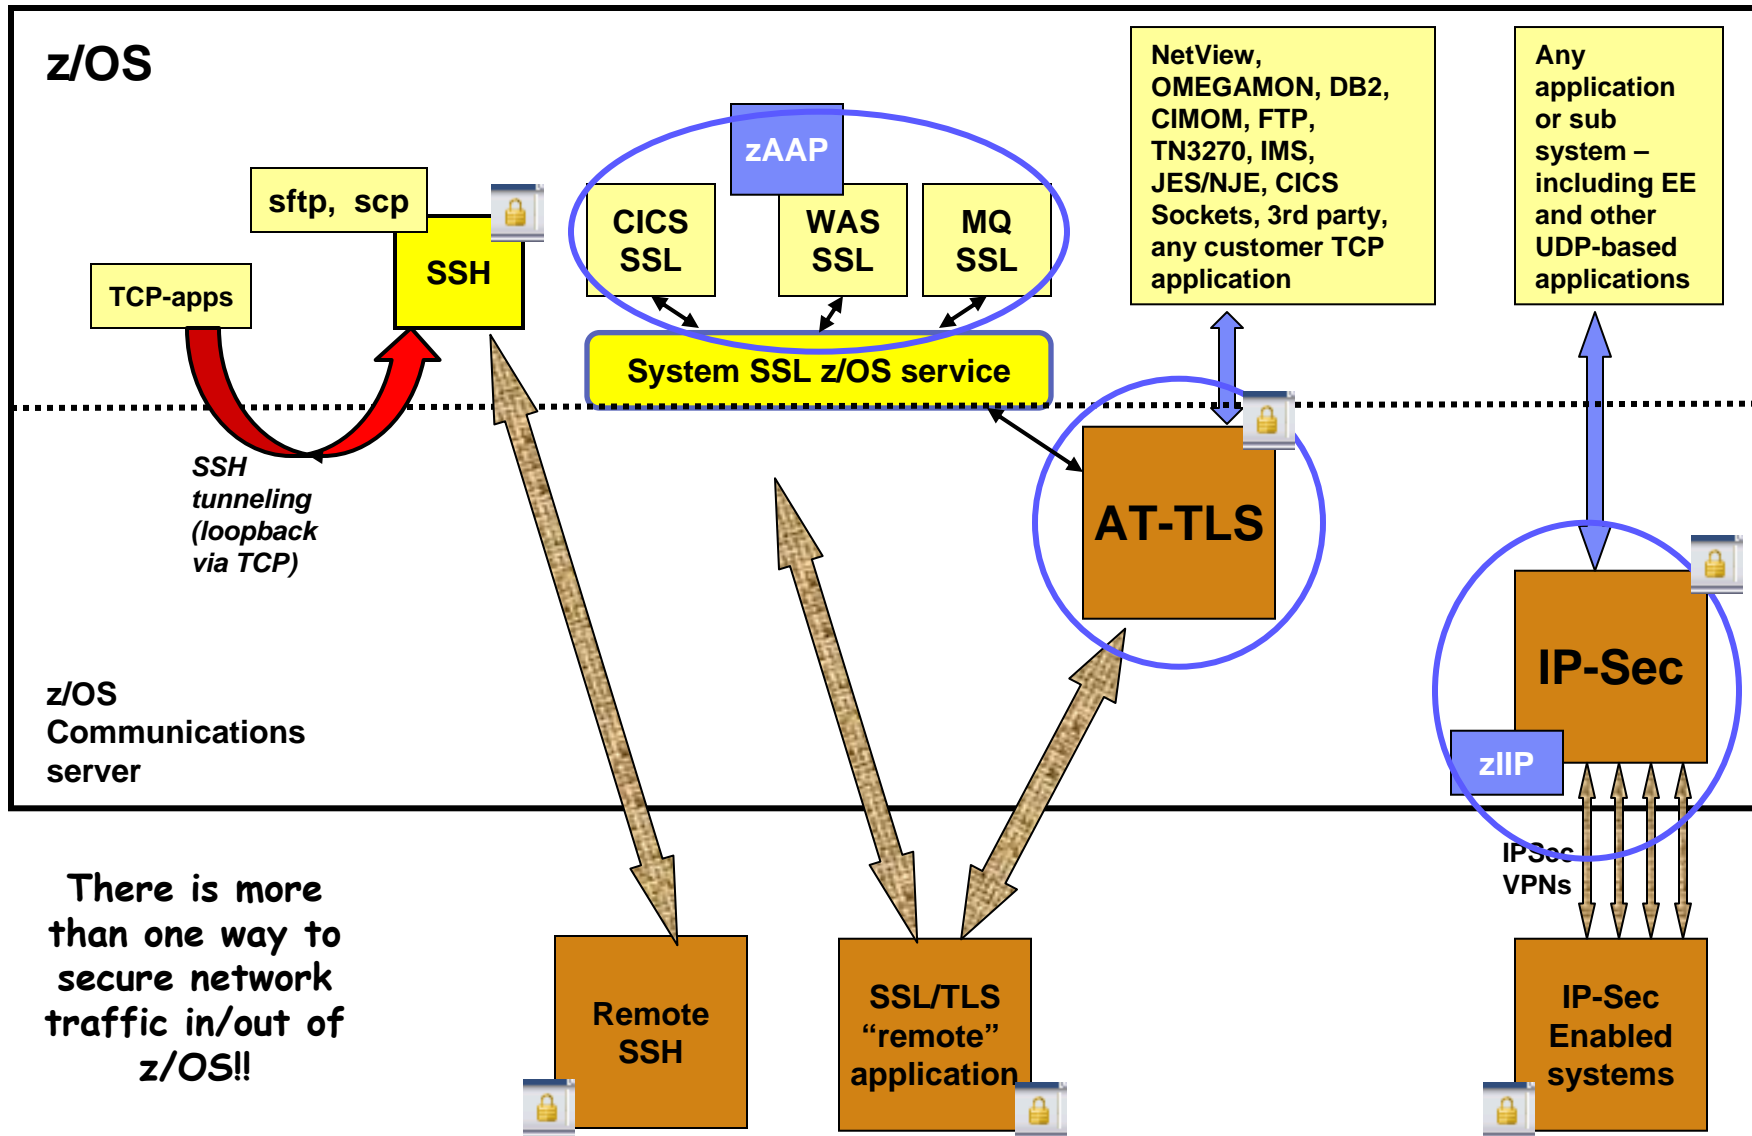 z/OS
NetView,
OMEGAMON, DB2,
CIMOM, FTP,
TN3270, IMS,
JES/NJE, CICS
Sockets, 3rd party,
any customer TCP
application
Any
application
or sub
system –
including EE
and other
UDP-based
applications
zAAP
sftp, scp
CICS
SSL
WAS
SSL
MQ
SSL
SSH
TCP-apps
System SSL z/OS service
SSH
tunneling
(loopback
via TCP)
AT-TLS
IP-Sec
zIIP
z/OS
Communications
server
IPSec
VPNs
There is more
than one way to
secure network
traffic in/out of
z/OS!!
Remote
SSH
SSL/TLS
“remote”
application
IP-Sec
Enabled
systems